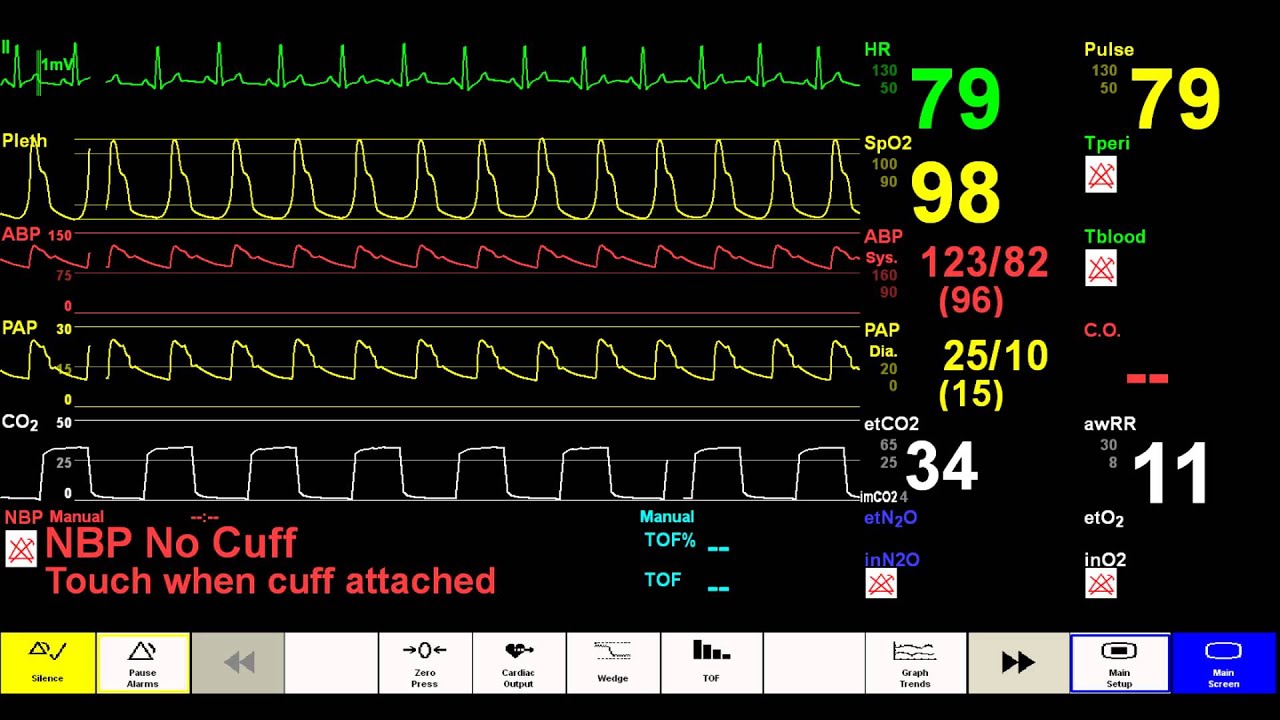 II
1mV
HR
130
50
79
Pulse
130
50
79
Pleth
SpO2
100
90
98
Tperi
ABP 150
75
0
ABP
Sys.
160
90
123/82
(96)
Tblood
PAP 30
15
0
PAP
Dia.
20
0
25/10
(15)
C.O.
--
CO2 50
25
0
etCO2
65
25
34
imCO2 4
awRR
30
8
11
NBP Manual --:--
NBP No Cuff
Touch when cuff attached
Manual
TOF% --
TOF --
etN2O
inN2O
etO2
inO2
Silence
Pause
Alarms
Zero
Press
Cardiac
Output
Wedge
TOF
Graph
Trends
Main
Setup
Main
Screen